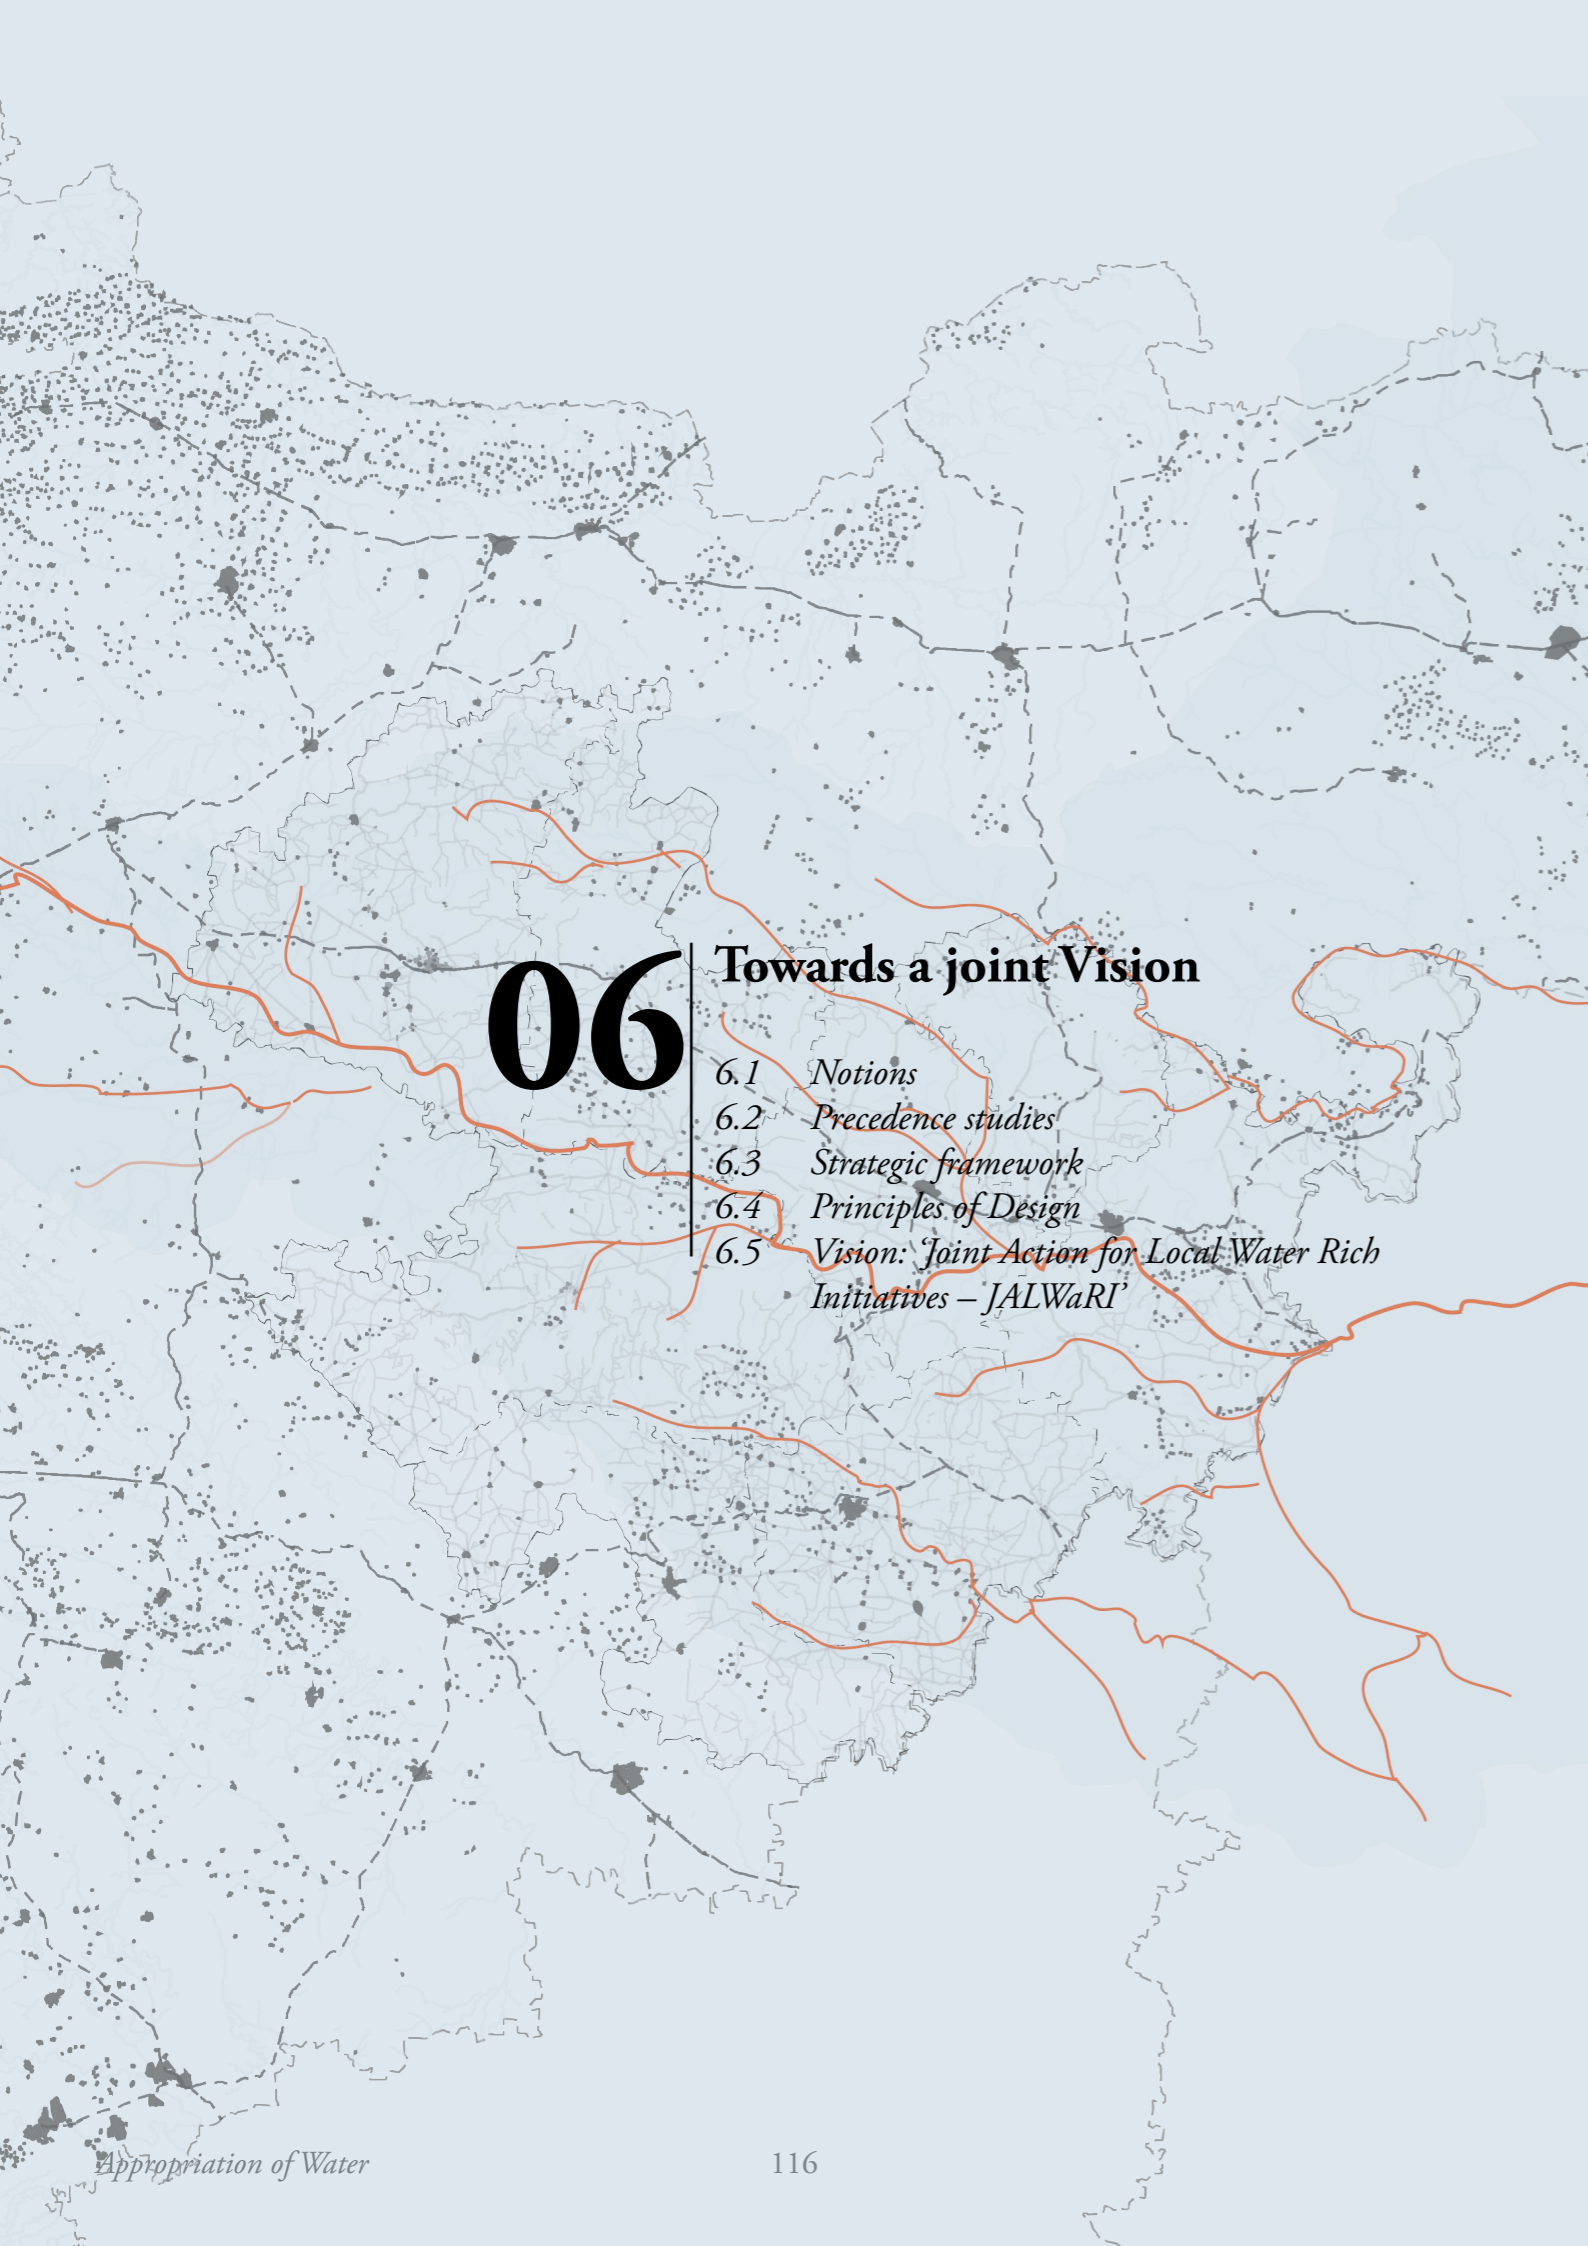 06
Towards a joint Vision
6.1 Notions
6.2 Precedence studies
6.3 Strategic framework
6.4 Principles of Design
6.5 Vision: ‘Joint Action for Local Water Rich
Initiatives – JALWaRI’
Appropriation of Water
116